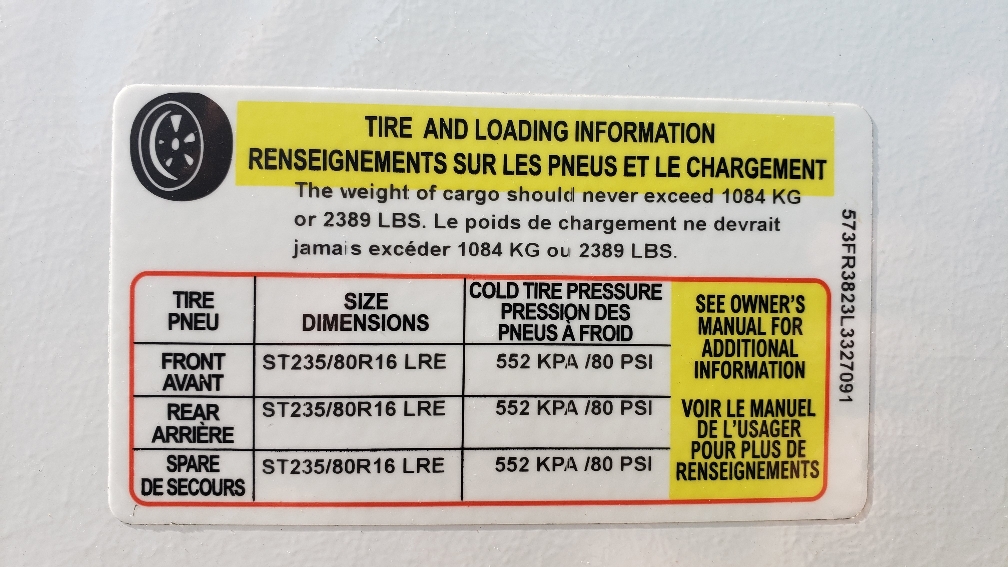 TIRE AND LOADING INFORMATION
RENSEIGNEMENTS SUR LES PNEUS ET LE CHARGEMENT
The weight of cargo should never exceed 1084 KG
or 2389 LBS. Le poids de chargement ne devrait
jamais excéder 1084 KG ou 2389 LBS.
TIRE
PNEU
SIZE
DIMENSIONS
COLD TIRE PRESSURE
PRESSION DES
PNEUS À FROID
FRONT
AVANT
ST235/80R16 LRE
552 KPA /80 PSI
REAR
ARRIÈRE
ST235/80R16 LRE
552 KPA /80 PSI
SPARE
DE SECOURS
ST235/80R16 LRE
552 KPA /80 PSI
SEE OWNER'S
MANUAL FOR
ADDITIONAL
INFORMATION
VOIR LE MANUEL
DE L'USAGER
POUR PLUS DE
RENSEIGNEMENTS
573FR3823L3327091